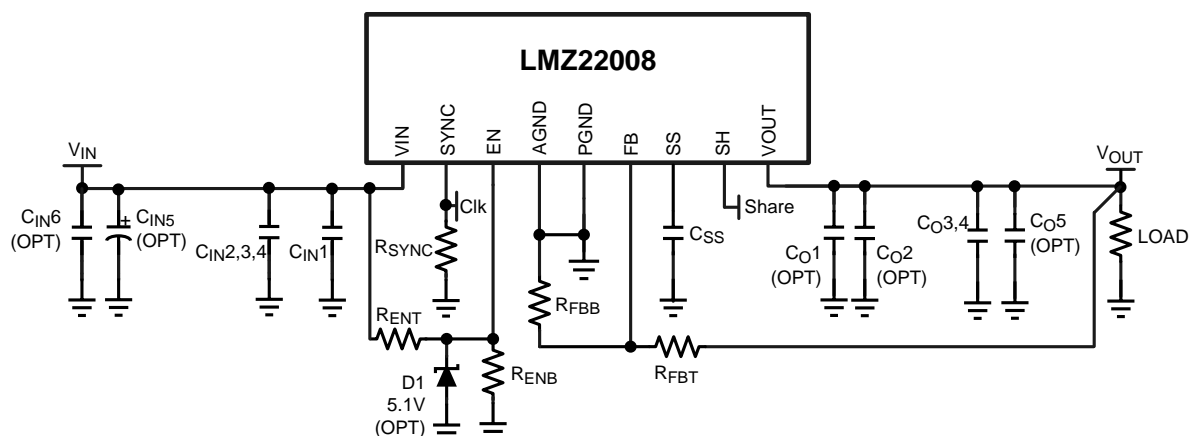 LMZ22008
VIN
SYNC
EN
AGND
PGND
FB
SS
SH
VOUT
VIN
VOUT
CIN6
(OPT)
+
CIN5
(OPT)
CIN2,3,4
CIN1
Clk
RSYNC
RENT
D1
5.1V
(OPT)
RENB
RFBB
RFBT
CSS
Share
CO1
(OPT)
CO2
(OPT)
CO3,4
CO5
(OPT)
LOAD